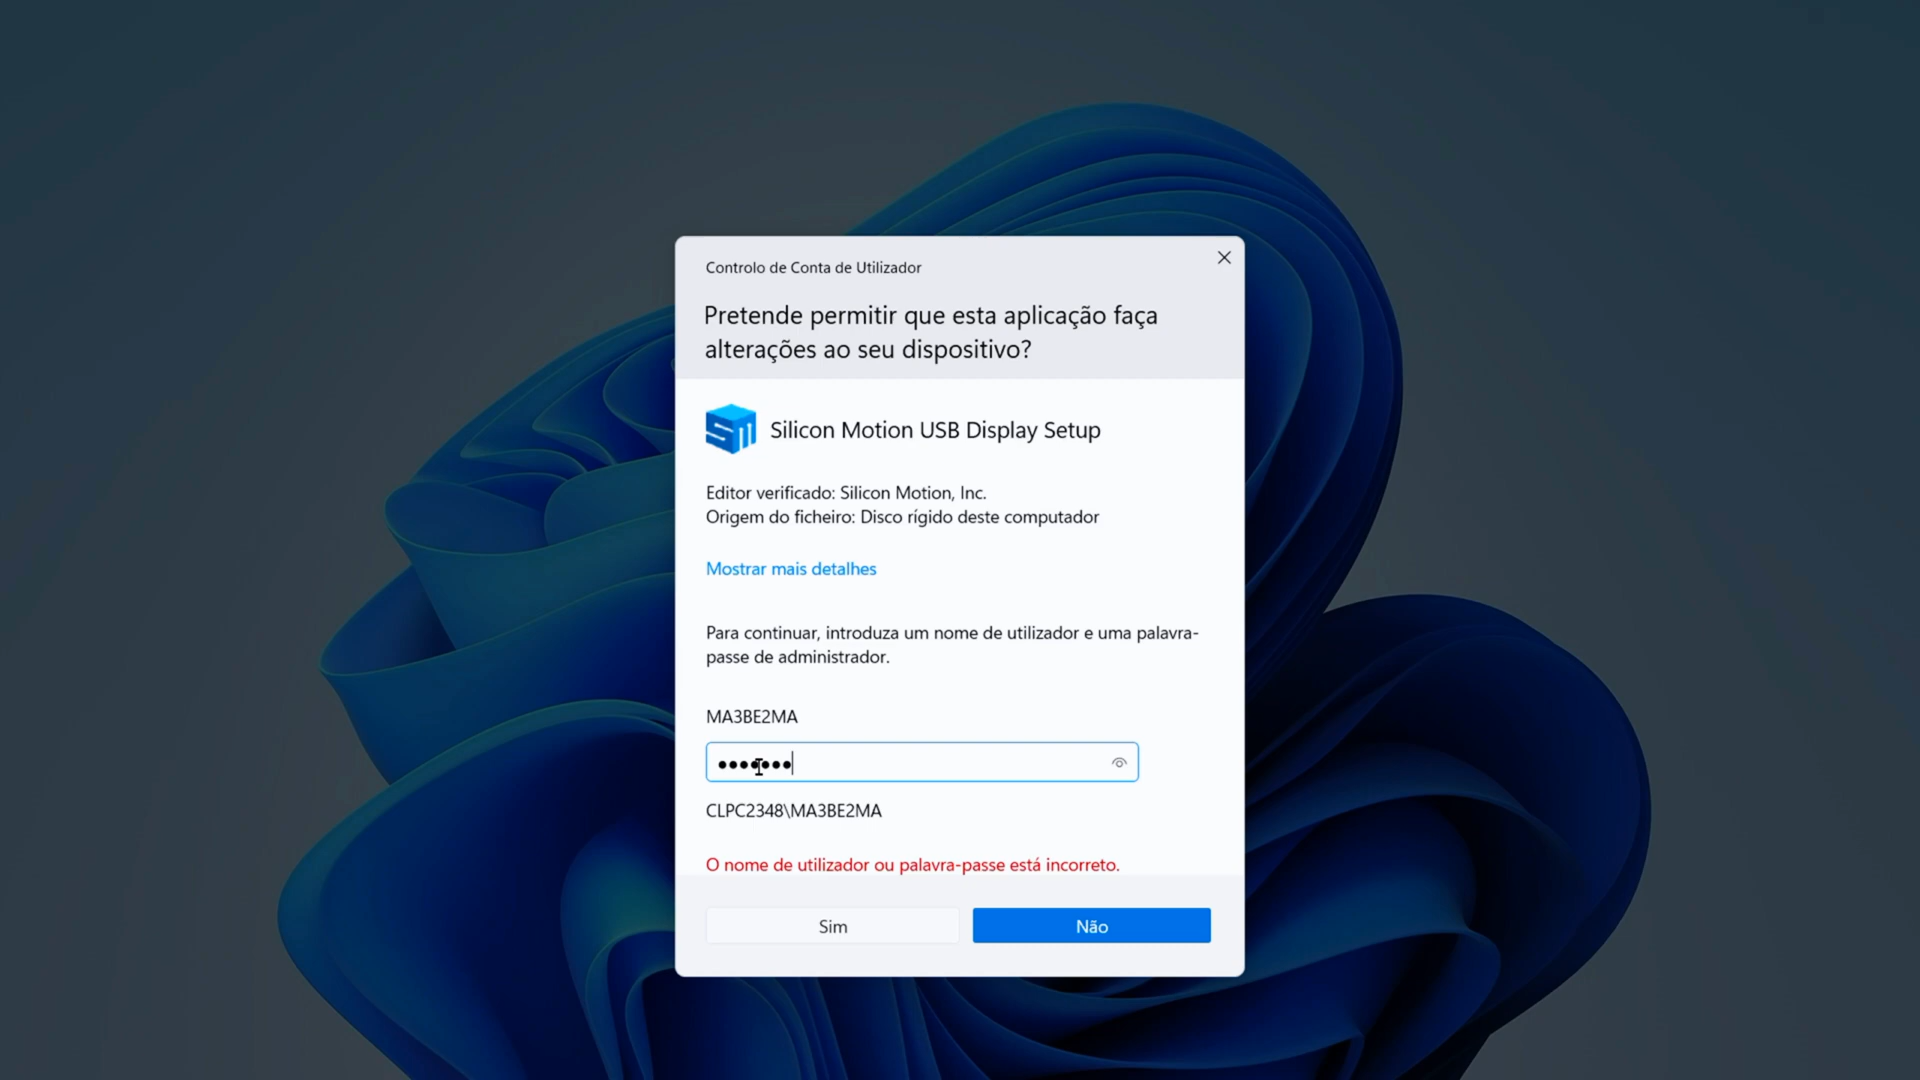 Controlo de Conta de Utilizador
Pretende permitir que esta aplicação faça
alterações ao seu dispositivo?
Silicon Motion USB Display Setup
Editor verificado: Silicon Motion, Inc.
Origem do ficheiro: Disco rígido deste computador
Mostrar mais detalhes
Para continuar, introduza um nome de utilizador e uma palavra-
passe de administrador.
MA3BE2MA
•••••••
CLPC2348\MA3BE2MA
O nome de utilizador ou palavra-passe está incorreto.
Sim
Não